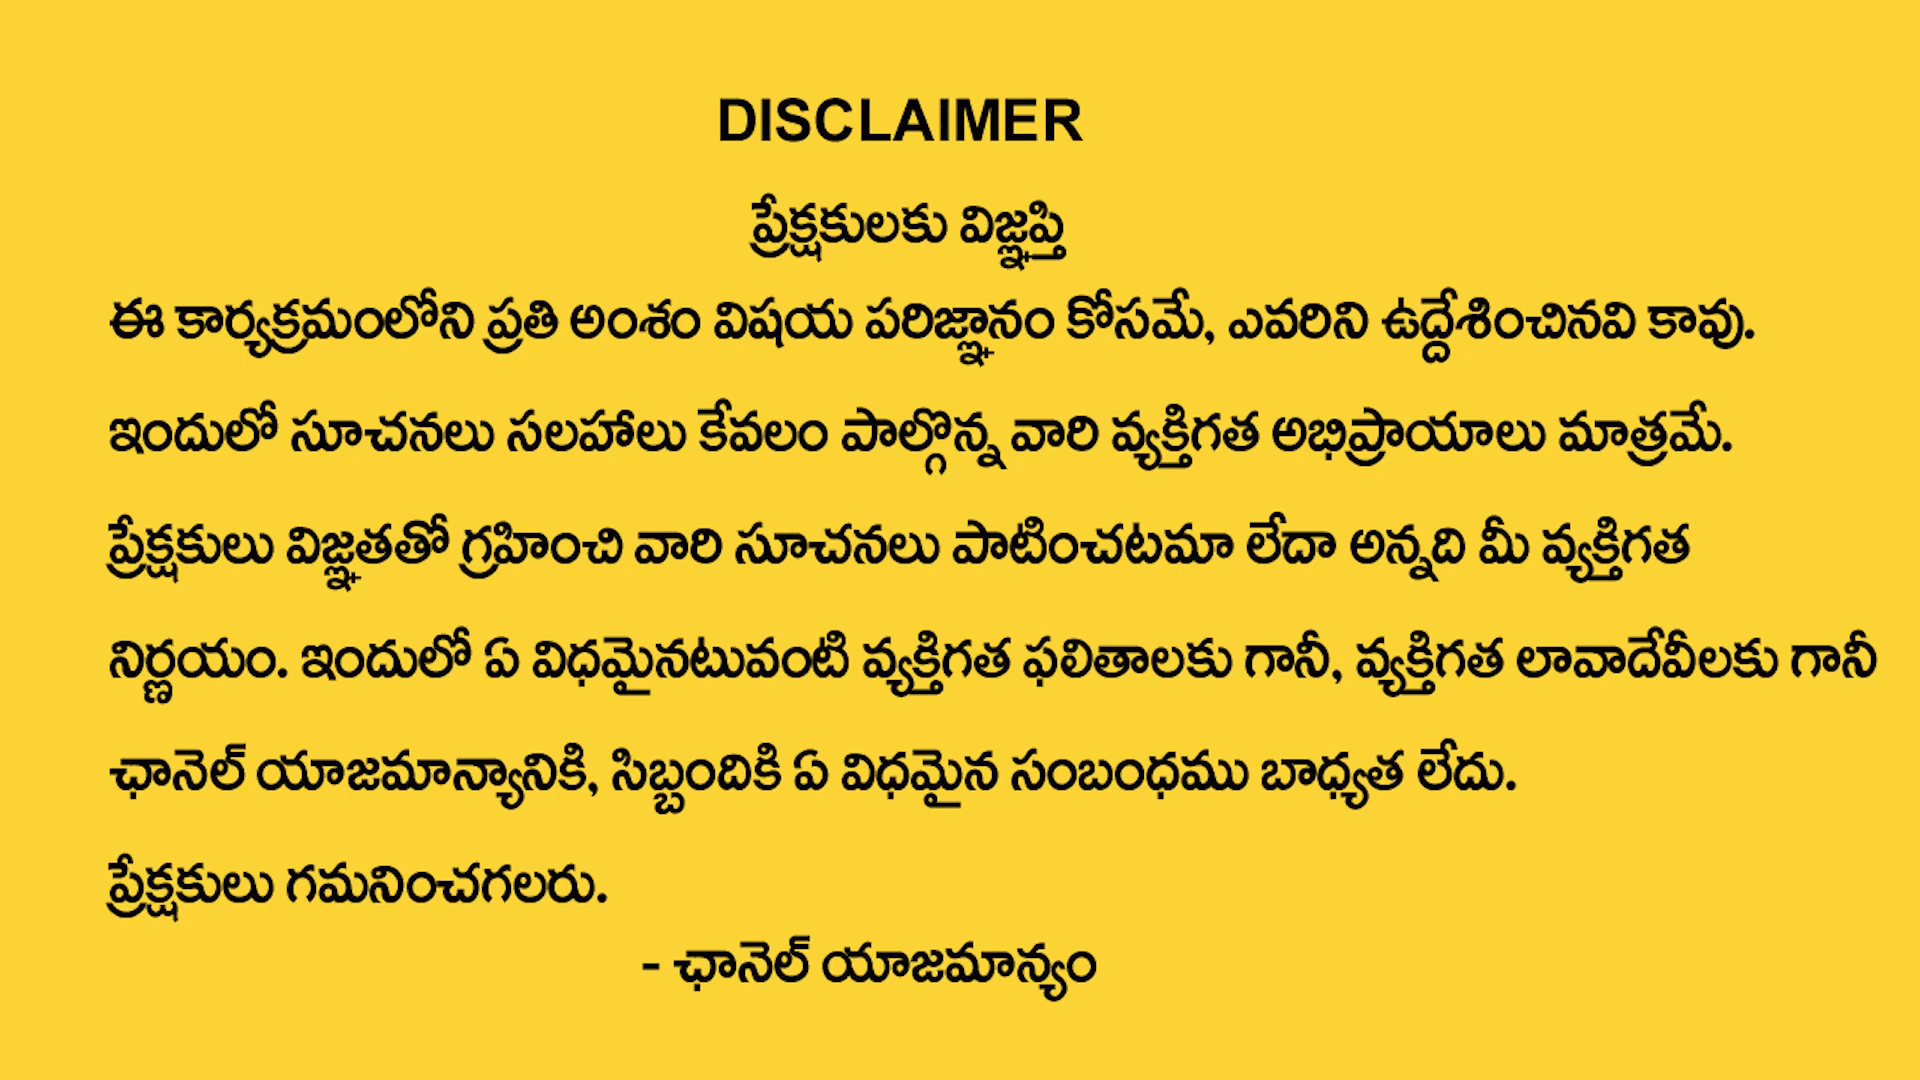 DISCLAIMER
ప్రేక్షకులకు విజ్ఞప్తి
ఈ కార్యక్రమంలోని ప్రతి అంశం విషయ పరిజ్ఞానం కోసమే, ఎవరిని ఉద్దేశించినవి కావు.
ఇందులో సూచనలు సలహాలు కేవలం పాల్గొన్న వారి వ్యక్తిగత అభిప్రాయాలు మాత్రమే.
ప్రేక్షకులు విజ్ఞతతో గ్రహించి వారి సూచనలు పాటించటమా లేదా అన్నది మీ వ్యక్తిగత
నిర్ణయం. ఇందులో ఏ విధమైనటువంటి వ్యక్తిగత ఫలితాలకు గానీ, వ్యక్తిగత లావాదేవీలకు గానీ
ఛానెల్ యాజమాన్యానికి, సిబ్బందికి ఏ విధమైన సంబంధము బాధ్యత లేదు.
ప్రేక్షకులు గమనించగలరు.
- ఛానెల్ యాజమాన్యం